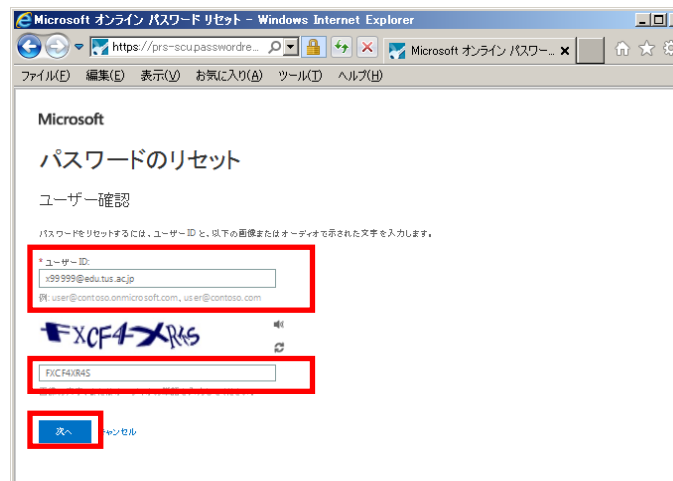 Microsoft オンライン パスワード リセット - Windows Internet Explorer
https://prs-scu.passwordre...
Microsoft オンライン パスワー...
ファイル(F) 編集(E) 表示(V) お気に入り(A) ツール(T) ヘルプ(H)
Microsoft
パスワードのリセット
ユーザー確認
パスワードをリセットするには、ユーザー ID と、以下の画像またはオーディオで示された文字を入力します。
* ユーザー ID:
x99999@edu.tus.ac.jp
例: user@contoso.onmicrosoft.com、user@contoso.com
FXCF4XR4S
FXCF4XR4S
次へ
キャンセル